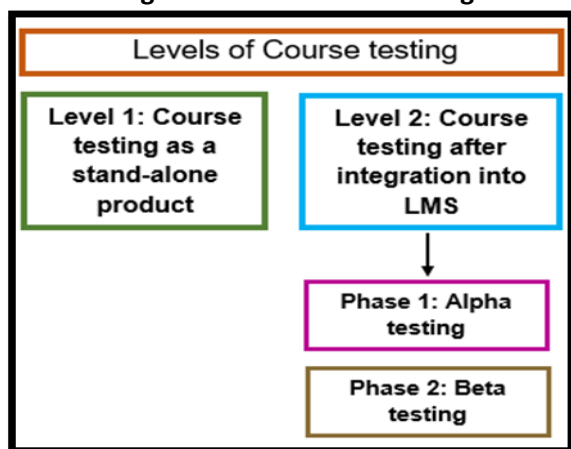 Levels of Course testing
Level 1: Course
testing as a
stand-alone
product
Level 2: Course
testing after
integration into
LMS
Phase 1: Alpha
testing
Phase 2: Beta
testing